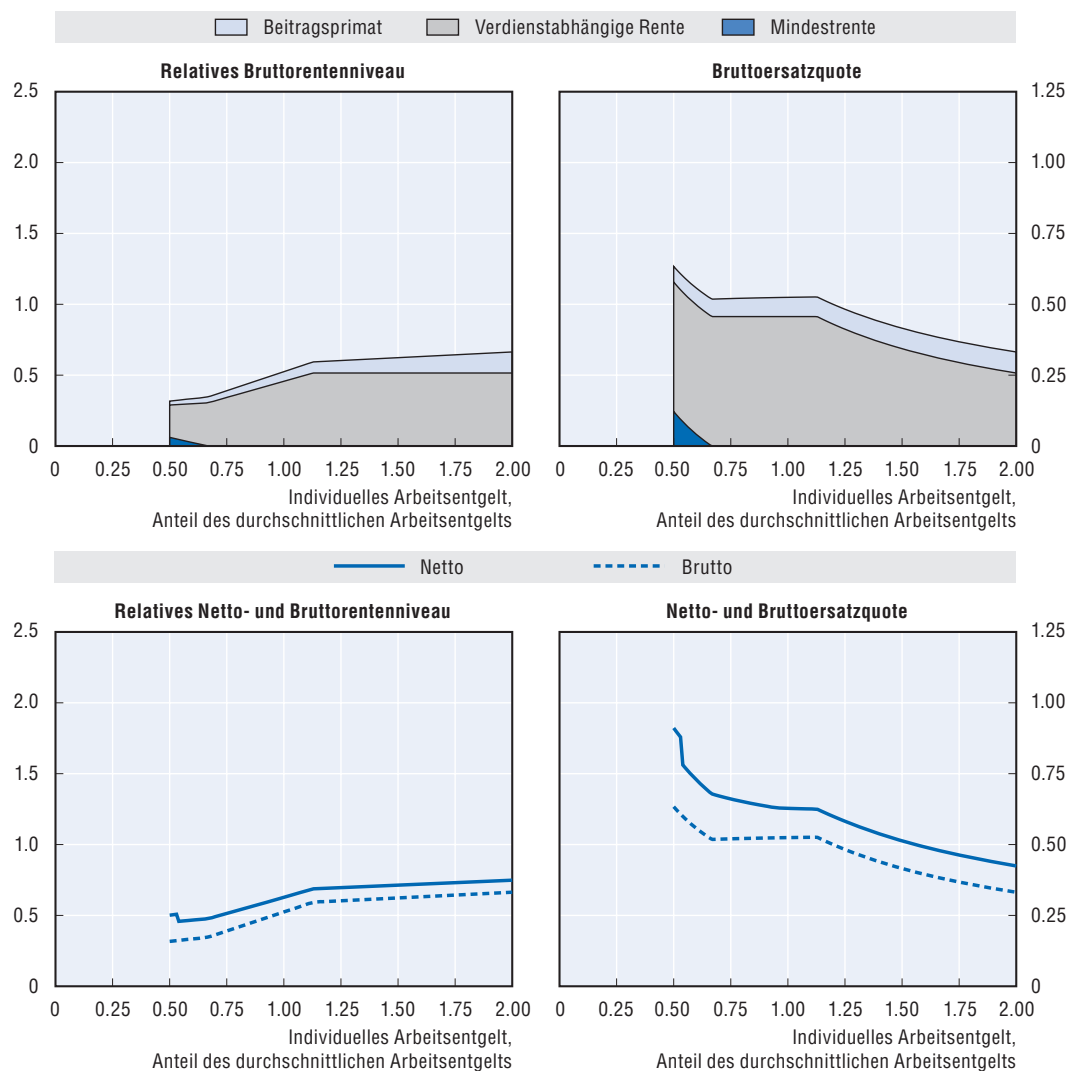 Beitragsprimat Verdienstabhängige Rente Mindestrente
Relatives Bruttorentenniveau
2.5
2.0
1.5
1.0
0.5
0
0 0.25 0.50 0.75 1.00 1.25 1.50 1.75 2.00
Individuelles Arbeitsentgelt,
Anteil des durchschnittlichen Arbeitsentgelts
Bruttoersatzquote
1.25
1.00
0.75
0.50
0.25
0
0 0.25 0.50 0.75 1.00 1.25 1.50 1.75 2.00
Individuelles Arbeitsentgelt,
Anteil des durchschnittlichen Arbeitsentgelts
Netto Brutto
Relatives Netto- und Bruttorentenniveau
2.5
2.0
1.5
1.0
0.5
0
0 0.25 0.50 0.75 1.00 1.25 1.50 1.75 2.00
Individuelles Arbeitsentgelt,
Anteil des durchschnittlichen Arbeitsentgelts
Netto- und Bruttoersatzquote
1.25
1.00
0.75
0.50
0.25
0
0 0.25 0.50 0.75 1.00 1.25 1.50 1.75 2.00
Individuelles Arbeitsentgelt,
Anteil des durchschnittlichen Arbeitsentgelts